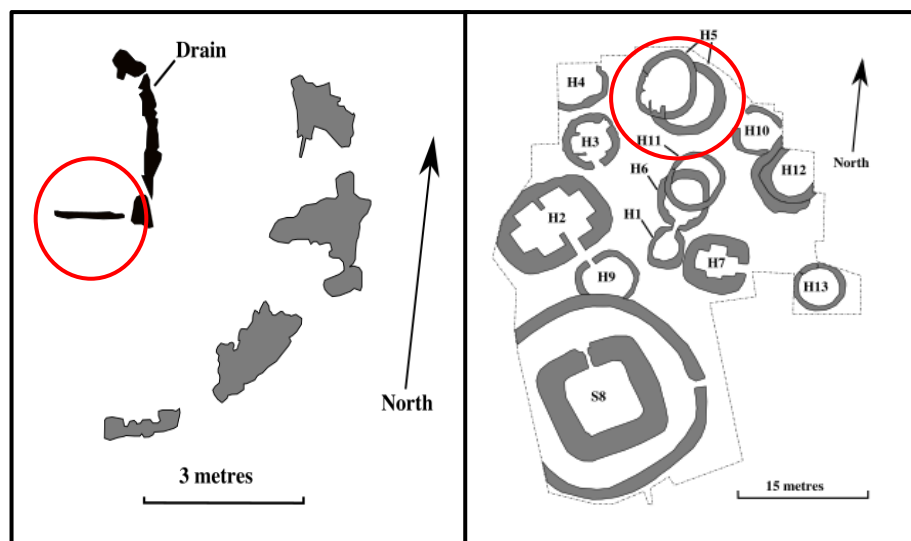 Drain
North
3 metres
H5
H4
H3
H10
H11
H12
H6
North
H2
H1
H7
H9
H13
S8
15 metres